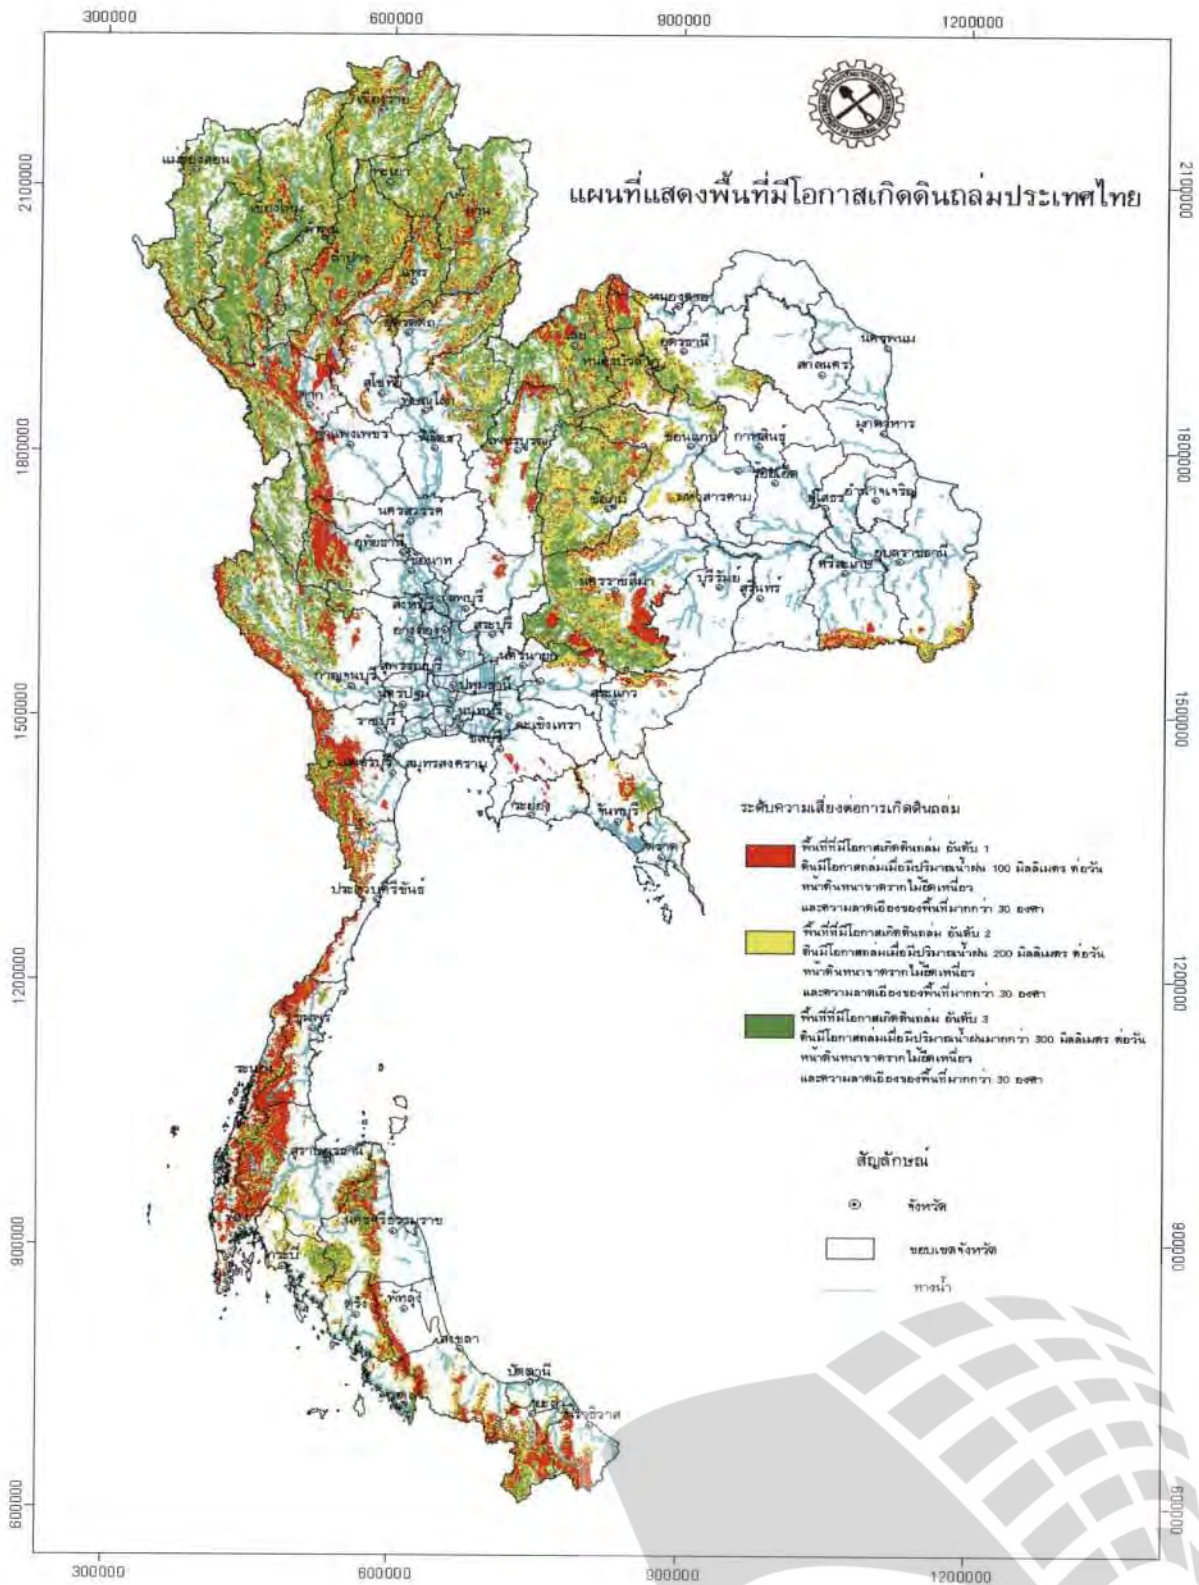 300000 600000 900000 1200000
แผนที่แสดงพื้นที่มีโอกาสเกิดดินถล่มประเทศไทย
2100000 2100000
1800000 1800000
1500000 1500000
1200000 1200000
900000 900000
600000 600000
เชียงราย
แม่ฮ่องสอน
พะเยา
เชียงใหม่
น่าน
ลำปาง
แพร่
อุตรดิตถ์
หนองคาย
เลย
อุดรธานี
นครพนม
หนองบัวลำภู
สกลนคร
สุโขทัย
ตาก
พิษณุโลก
กำแพงเพชร
พิจิตร
เพชรบูรณ์
ขอนแก่น
กาฬสินธุ์
มุกดาหาร
ร้อยเอ็ด
ชัยภูมิ
มหาสารคาม
ยโสธร
อำนาจเจริญ
นครสวรรค์
อุทัยธานี
ชัยนาท
อุบลราชธานี
ศรีสะเกษ
นครราชสีมา
บุรีรัมย์
สุรินทร์
สิงห์บุรี
ลพบุรี
อ่างทอง
สระบุรี
สุพรรณบุรี
นครนายก
กาญจนบุรี
นครปฐม
ปทุมธานี
สระแก้ว
ราชบุรี
นนทบุรี
ฉะเชิงเทรา
ชลบุรี
เพชรบุรี
สมุทรสงคราม
ระยอง
จันทบุรี
ตราด
ประจวบคีรีขันธ์
ชุมพร
ระนอง
สุราษฎร์ธานี
นครศรีธรรมราช
กระบี่
ตรัง
พัทลุง
สงขลา
ปัตตานี
ยะลา
นราธิวาส
ระดับความเสี่ยงต่อการเกิดดินถล่ม
พื้นที่ที่มีโอกาสเกิดดินถล่ม อันดับ 1
ดินมีโอกาสถล่มเมื่อมีปริมาณน้ำฝน 100 มิลลิเมตร ต่อวัน
หน้าดินหนาขาดรากไม้ยึดเหนี่ยว
และความลาดเอียงของพื้นที่มากกว่า 30 องศา
พื้นที่ที่มีโอกาสเกิดดินถล่ม อันดับ 2
ดินมีโอกาสถล่มเมื่อมีปริมาณน้ำฝน 200 มิลลิเมตร ต่อวัน
หน้าดินหนาขาดรากไม้ยึดเหนี่ยว
และความลาดเอียงของพื้นที่มากกว่า 30 องศา
พื้นที่ที่มีโอกาสเกิดดินถล่ม อันดับ 3
ดินมีโอกาสถล่มเมื่อมีปริมาณน้ำฝนมากกว่า 300 มิลลิเมตร ต่อวัน
หน้าดินหนาขาดรากไม้ยึดเหนี่ยว
และความลาดเอียงของพื้นที่มากกว่า 30 องศา
สัญลักษณ์
จังหวัด
ขอบเขตจังหวัด
ทางน้ำ
300000 600000 900000 1200000